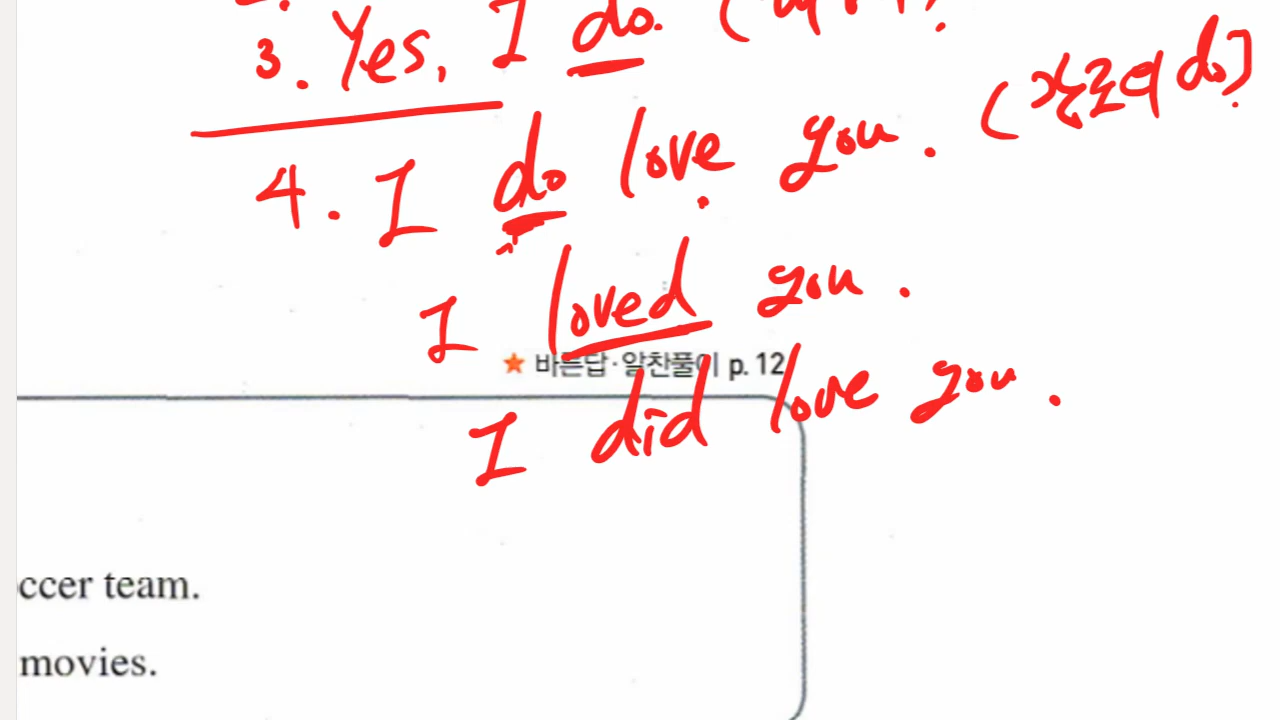 3. Yes, I do.
4. I do love you. (강조의 do)
I loved you.
★ 바른답·알찬풀이 p. 12
I did love you.
ccer team.
movies.